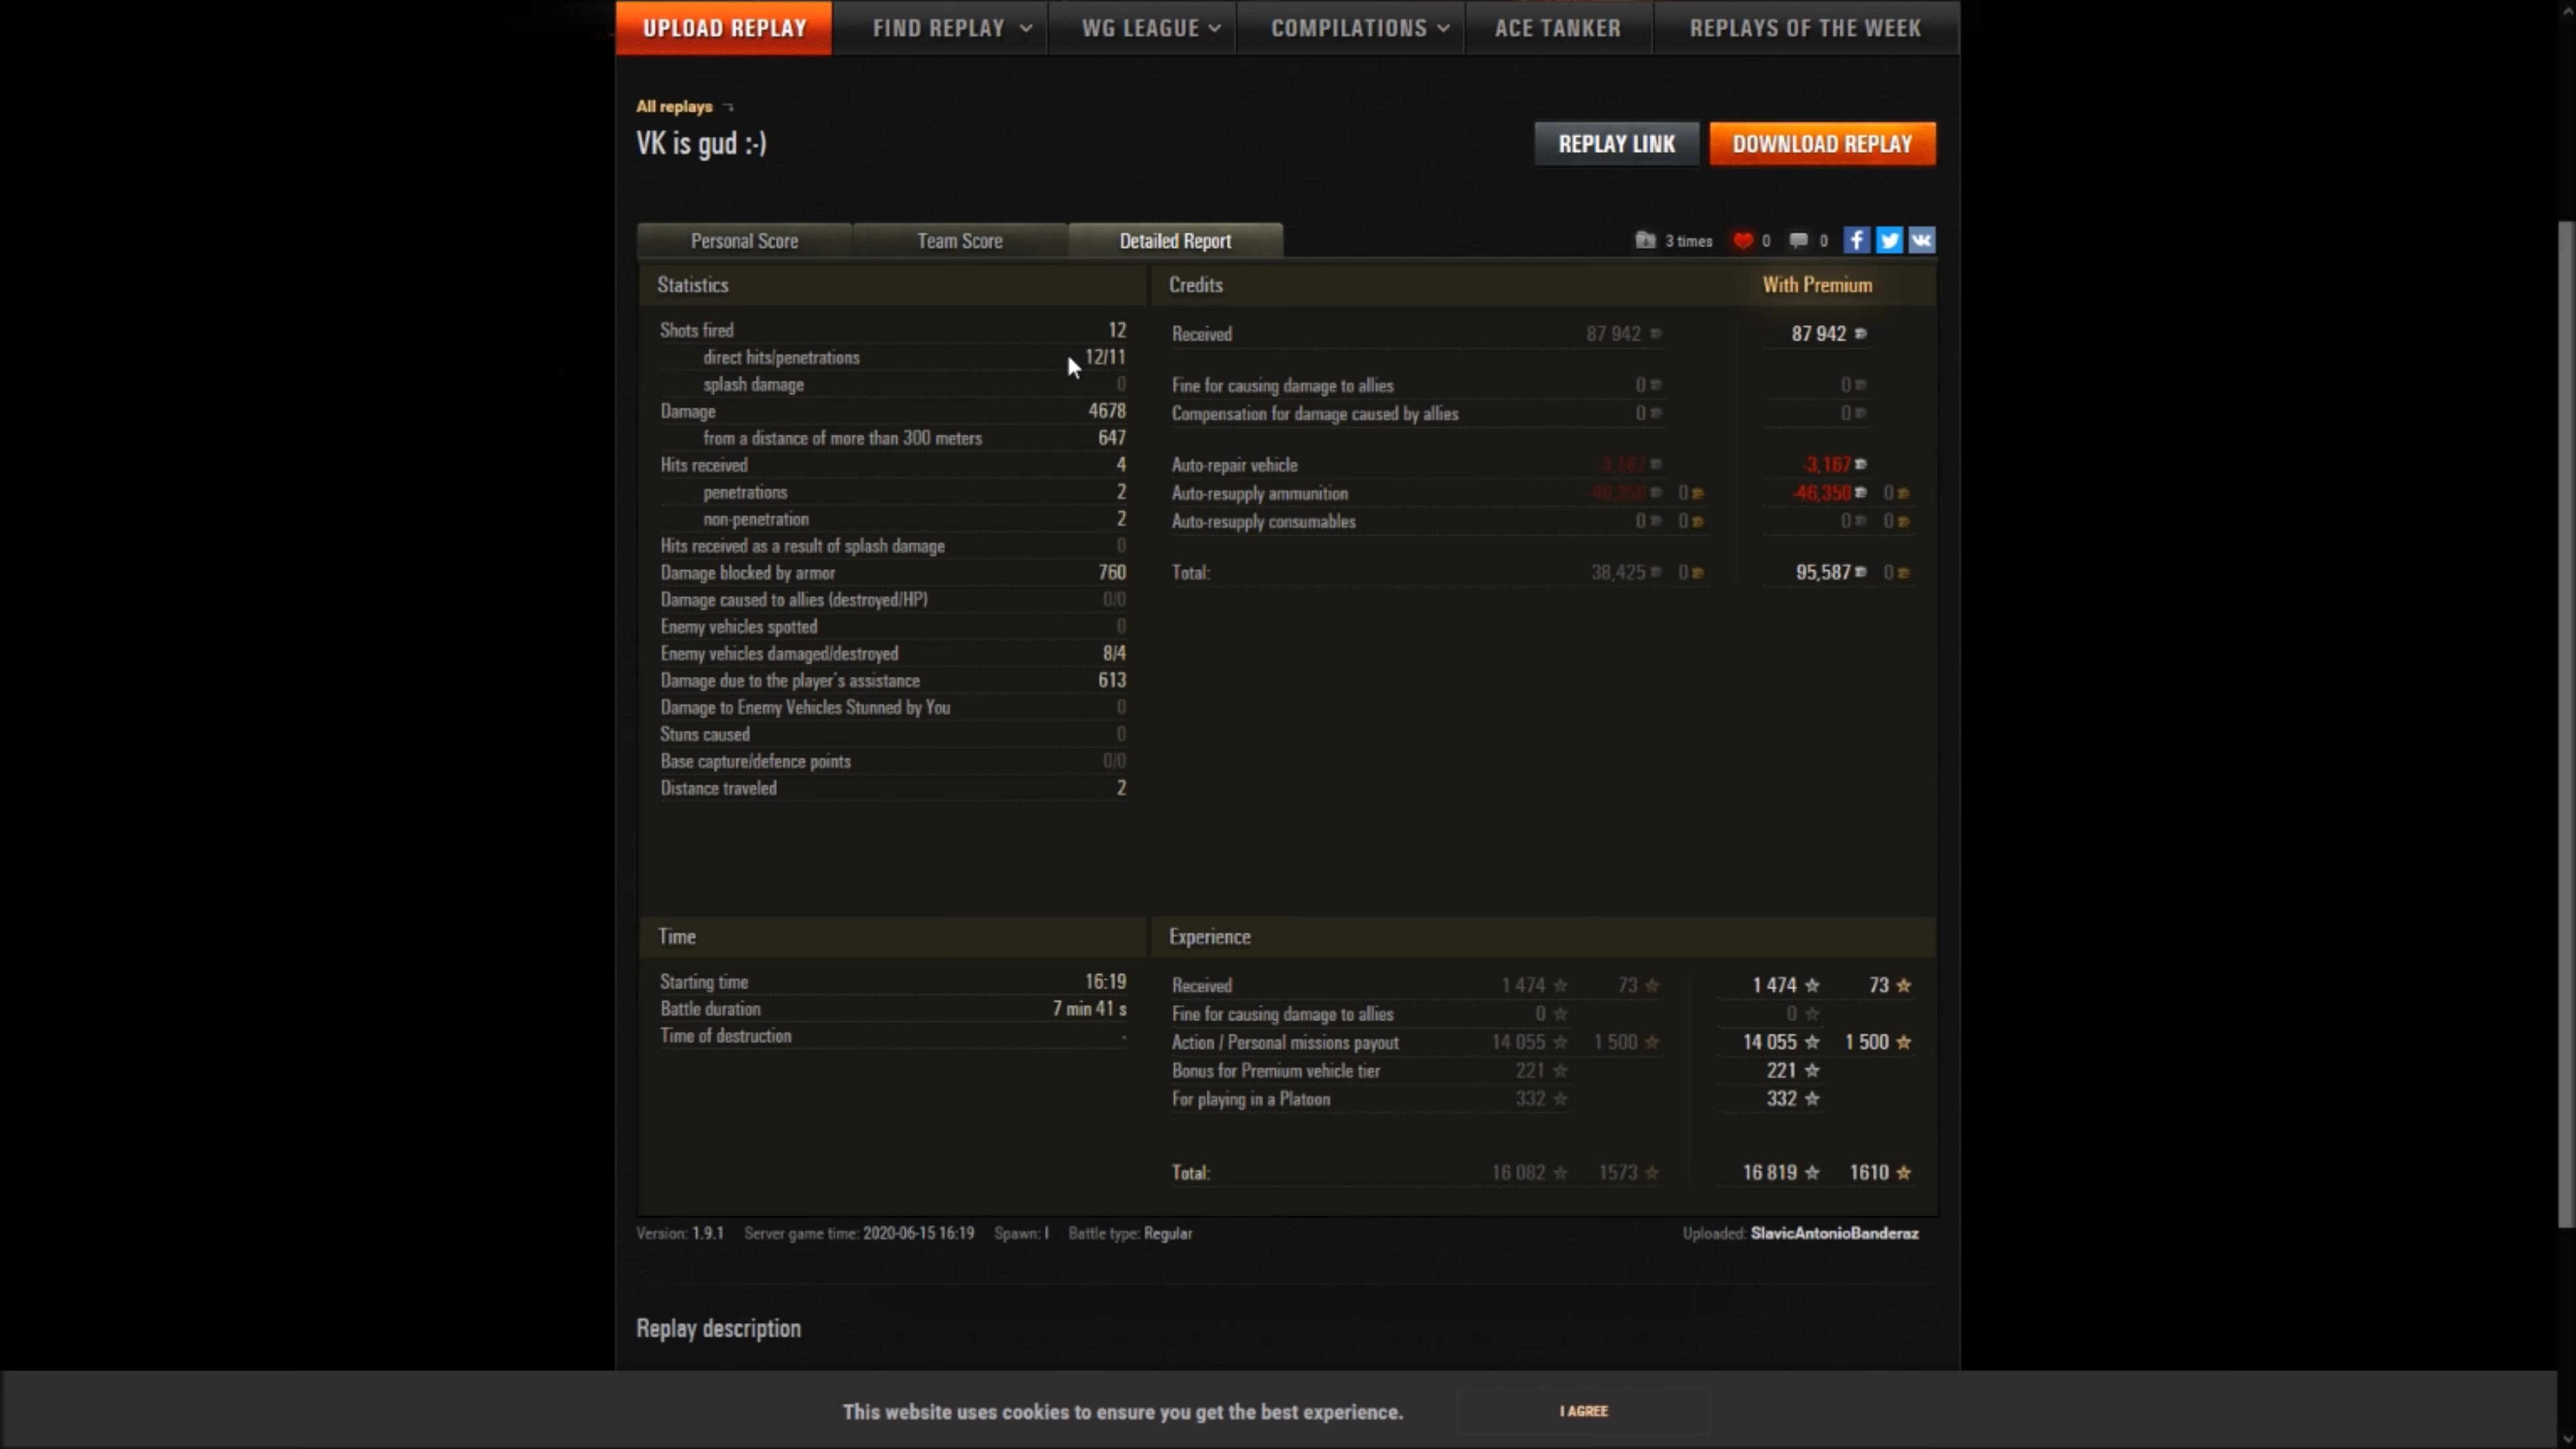 UPLOAD REPLAY FIND REPLAY WG LEAGUE COMPILATIONS ACE TANKER REPLAYS OF THE WEEK
All replays
VK is gud :-)
REPLAY LINK DOWNLOAD REPLAY
Personal Score Team Score Detailed Report 3 times 0 0
Statistics Credits With Premium
Shots fired 12
direct hits/penetrations 12/11
splash damage 0
Damage 4678
from a distance of more than 300 meters 647
Hits received 4
penetrations 2
non-penetration 2
Hits received as a result of splash damage 0
Damage blocked by armor 760
Damage caused to allies (destroyed/HP) 0/0
Enemy vehicles spotted 0
Enemy vehicles damaged/destroyed 8/4
Damage due to the player's assistance 613
Damage to Enemy Vehicles Stunned by You 0
Stuns caused 0
Base capture/defence points 0/0
Distance traveled 2
Received 87 942 87 942
Fine for causing damage to allies 0 0
Compensation for damage caused by allies 0 0
Auto-repair vehicle -3,167 -3,167
Auto-resupply ammunition -46,350 0 -46,350 0
Auto-resupply consumables 0 0 0 0
Total: 38,425 0 95,587 0
Time
Starting time 16:19
Battle duration 7 min 41 s
Time of destruction -
Experience
Received 1 474 73 1 474 73
Fine for causing damage to allies 0 0
Action / Personal missions payout 14 055 1 500 14 055 1 500
Bonus for Premium vehicle tier 221 221
For playing in a Platoon 332 332
Total: 16 082 1573 16 819 1610
Version: 1.9.1 Server game time: 2020-06-15 16:19 Spawn: I Battle type: Regular Uploaded: SlavicAntonioBanderaz
Replay description
This website uses cookies to ensure you get the best experience. I AGREE